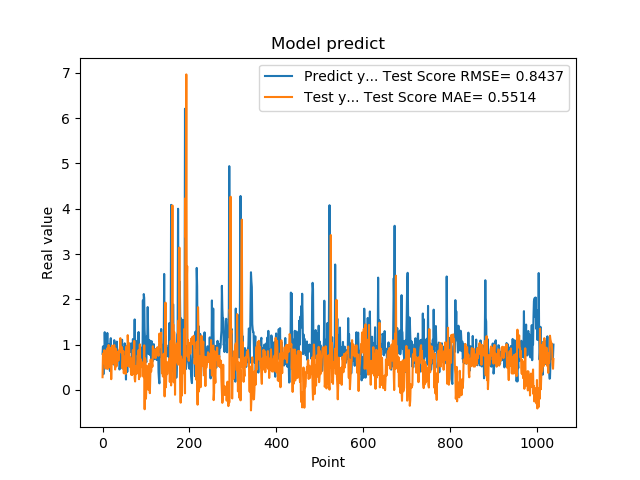 Model predict
Predict y... Test Score RMSE= 0.8437
Test y... Test Score MAE= 0.5514
Real value
7
6
5
4
3
2
1
0
0 200 400 600 800 1000
Point